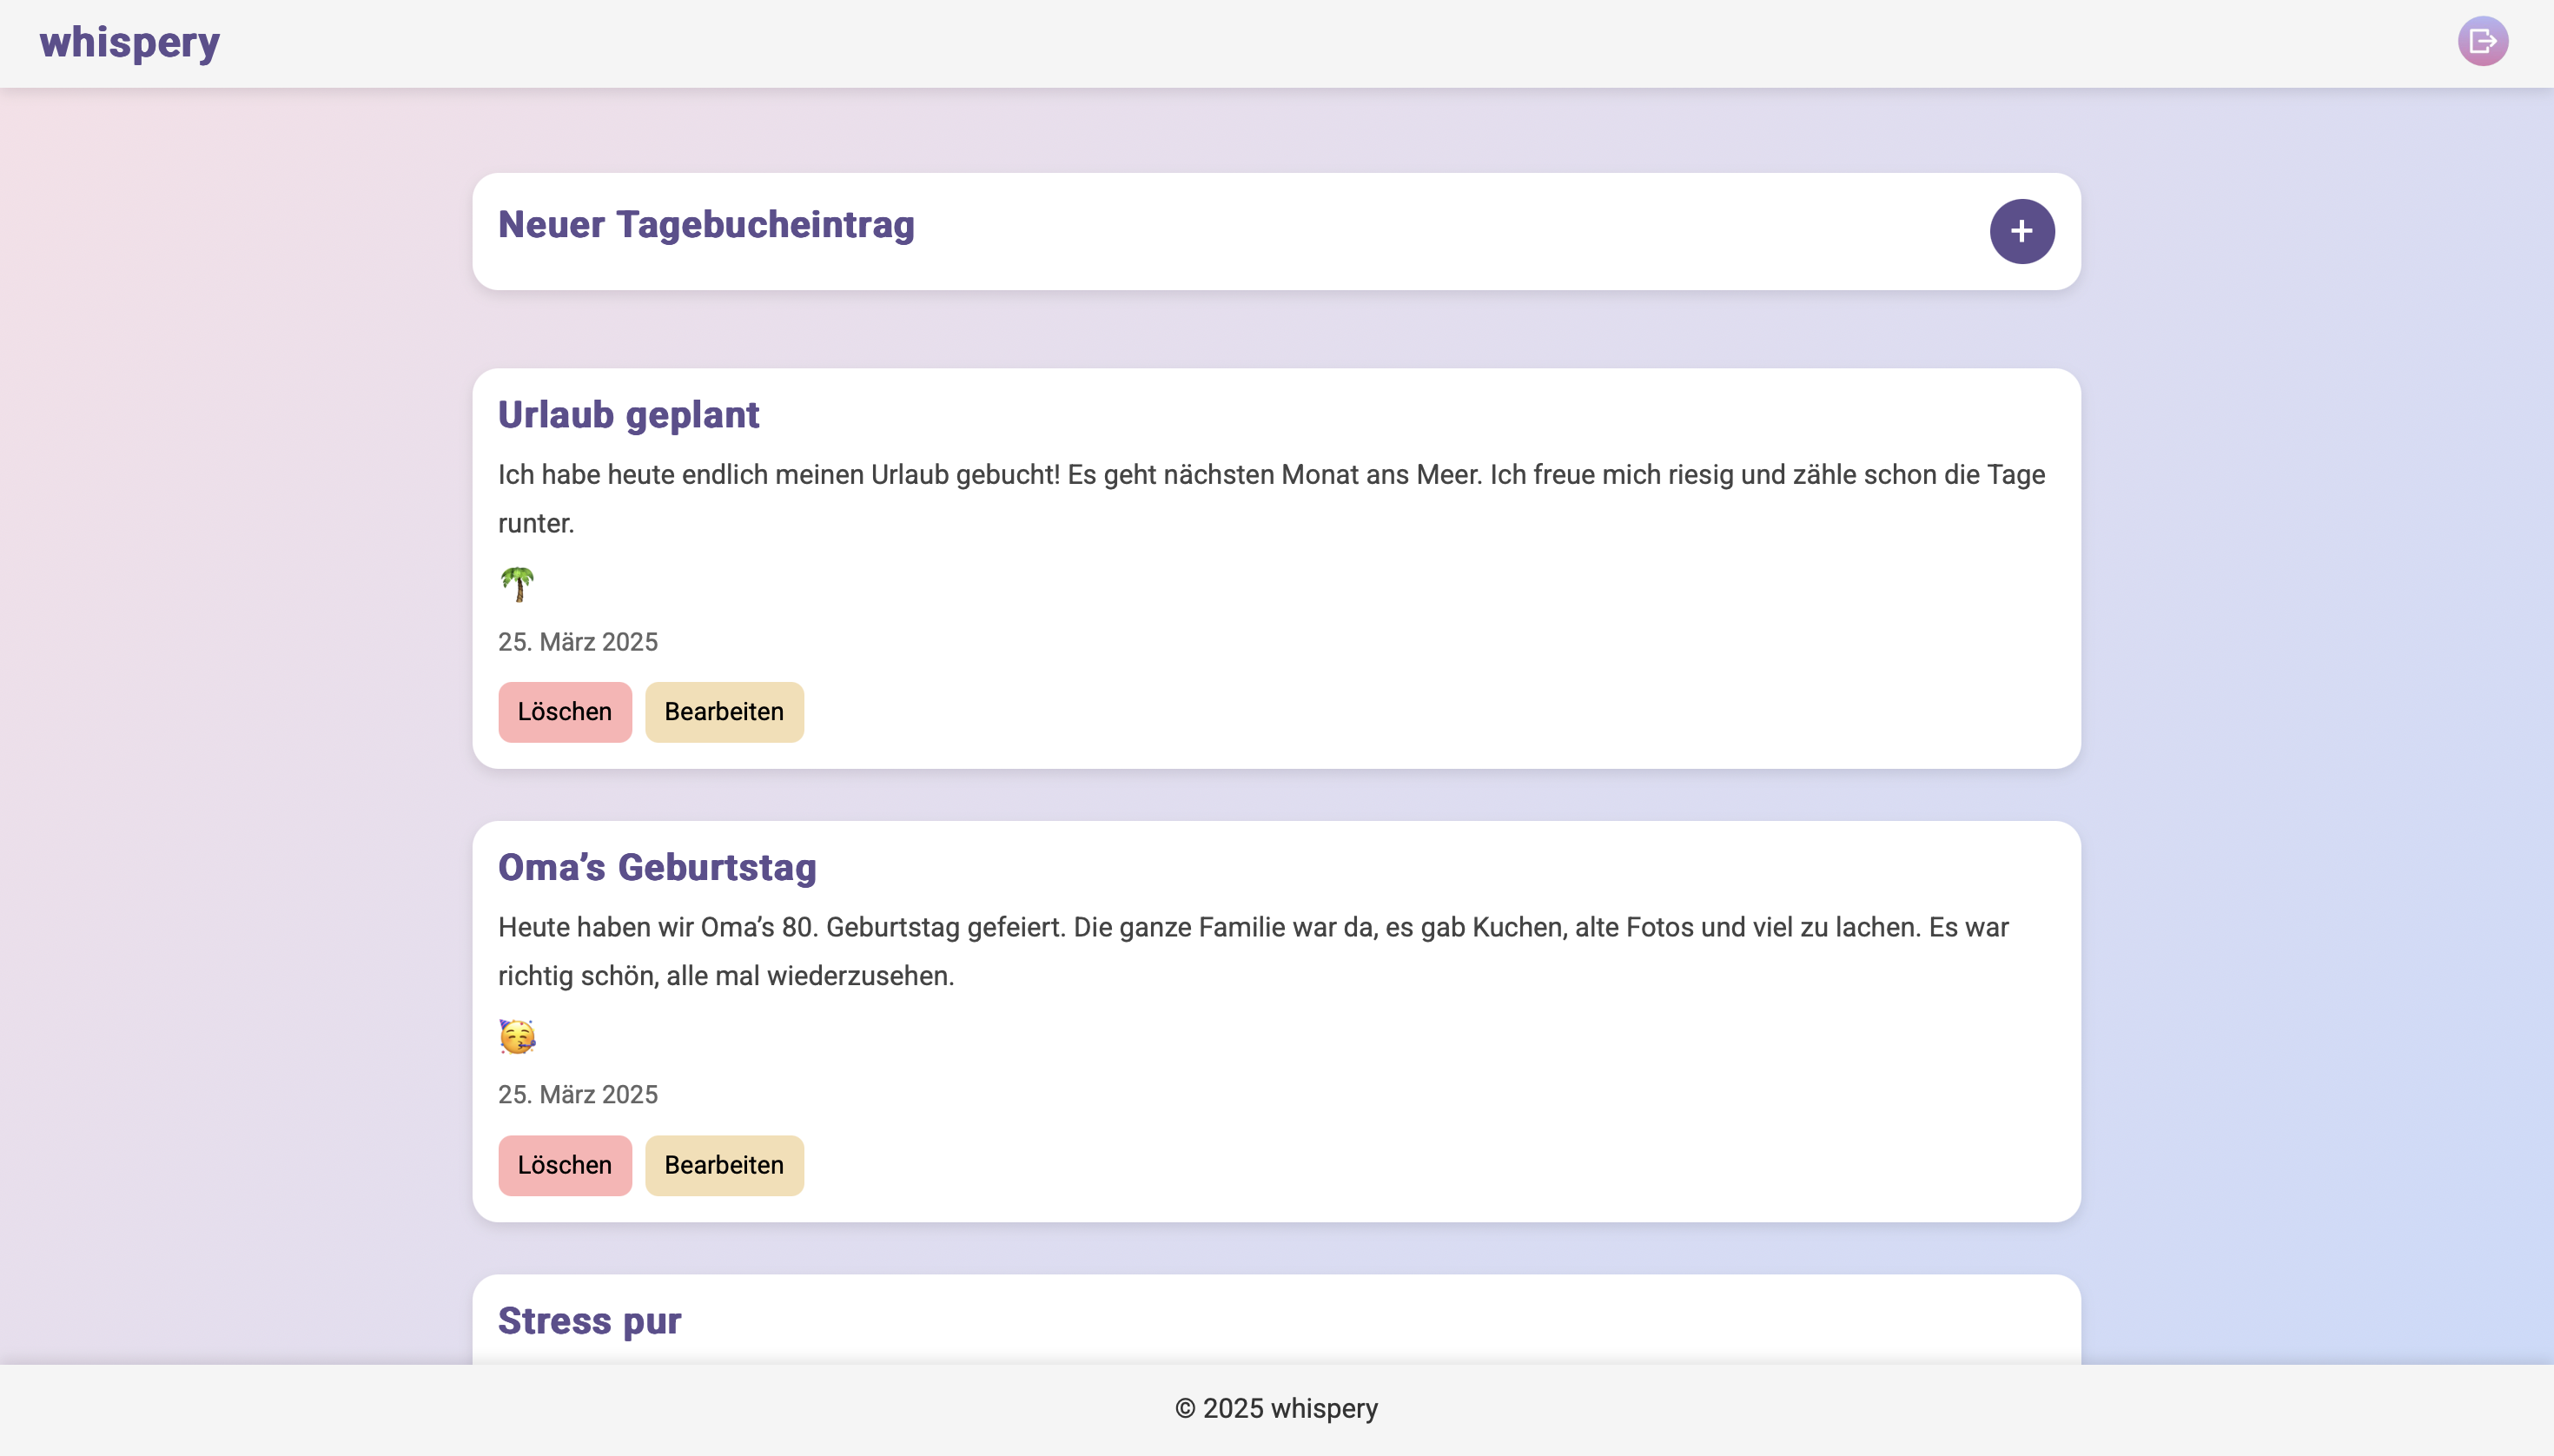 whispery
Neuer Tagebucheintrag
+
Urlaub geplant
Ich habe heute endlich meinen Urlaub gebucht! Es geht nächsten Monat ans Meer. Ich freue mich riesig und zähle schon die Tage
runter.
🌴
25. März 2025
Löschen Bearbeiten
Oma’s Geburtstag
Heute haben wir Oma’s 80. Geburtstag gefeiert. Die ganze Familie war da, es gab Kuchen, alte Fotos und viel zu lachen. Es war
richtig schön, alle mal wiederzusehen.
🥳
25. März 2025
Löschen Bearbeiten
Stress pur
© 2025 whispery